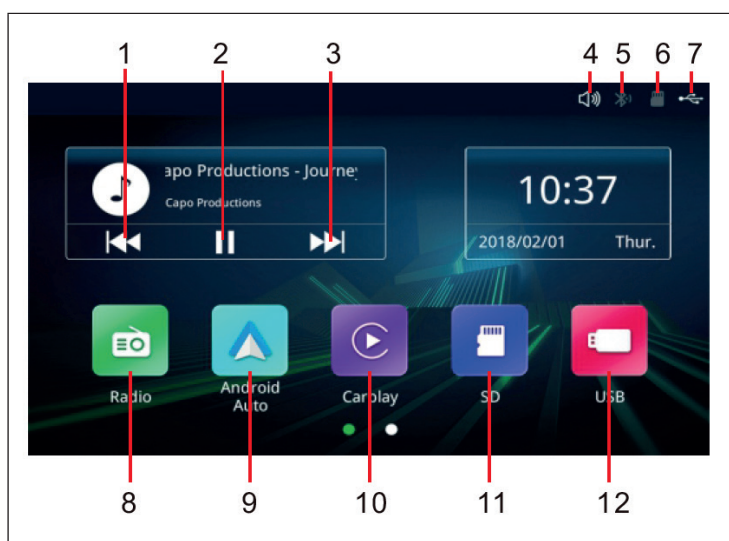 1 2 3 4 5 6 7
apo Productions - Journey
Capo Productions
10:37
2018/02/01 Thur.
Radio Android Auto Carplay SD USB
8 9 10 11 12